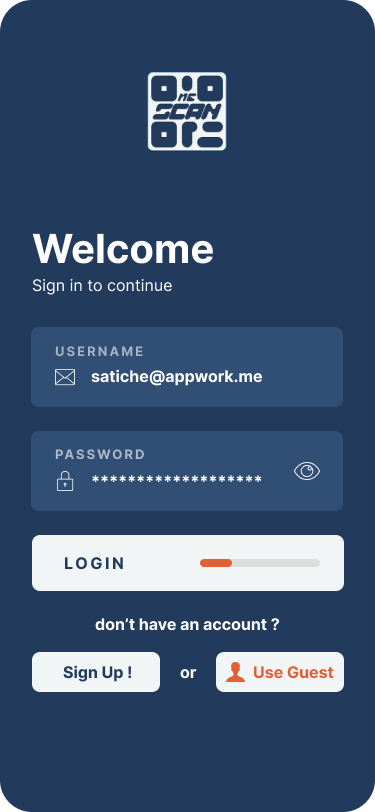 me
SCAN
Welcome
Sign in to continue
USERNAME
satiche@appwork.me
PASSWORD
*******************
LOGIN
don’t have an account ?
Sign Up !
or
Use Guest